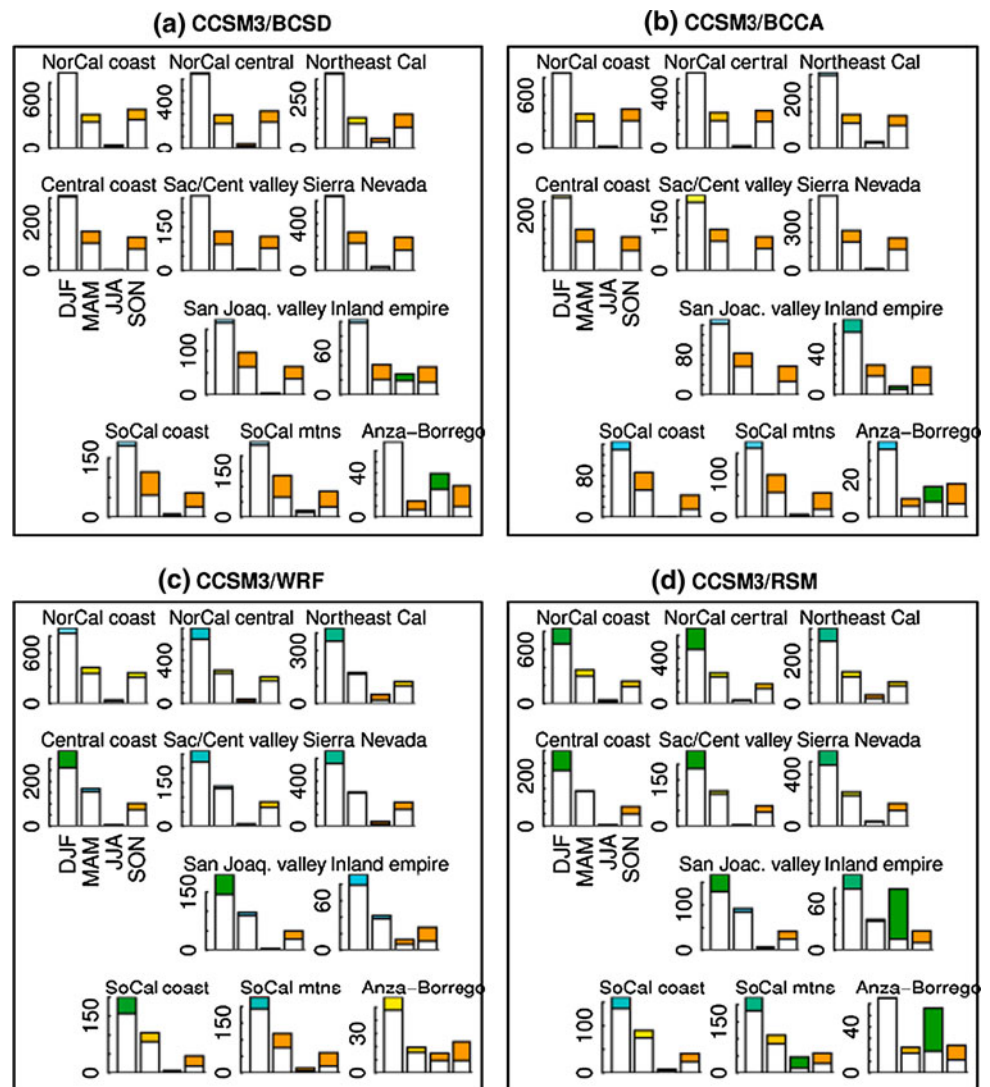 (a) CCSM3/BCSD
NorCal coast NorCal central Northeast Cal
0 600
0 400
0 250
Central coast Sac/Cent valley Sierra Nevada
0 200
0 150
0 400
DJF MAM JJA SON
San Joaq. valley Inland empire
0 100
0 60
SoCal coast SoCal mtns Anza-Borrego
0 150
0 150
0 40
(b) CCSM3/BCCA
NorCal coast NorCal certral Northeast Cal
0 600
0 400
0 200
Central coast Sac/Cent valley Sierra Nevada
0 200
0 150
0 300
DJF MAM JJA SON
San Joac. valley Inland empire
0 80
0 40
SoCal coast SoCal mtns Anza-Borrego
0 80
0 100
0 20
(c) CCSM3/WRF
NorCal coast NorCal central Northeast Cal
0 600
0 400
0 300
Central coast Sac/Cent valley Sierra Nevada
0 200
0 150
0 400
DJF MAM JJA SON
San Joaq. valley Inland empire
0 150
0 60
SoCal coast SoCal mtns Anza-Borrego
0 150
0 150
0 30
(d) CCSM3/RSM
NorCal coast NorCal certral Northeast Cal
0 600
0 400
0 200
Central coast Sac/Cent valley Sierra Nevada
0 200
0 150
0 400
DJF MAM JJA SON
San Joac. valley Inland empire
0 100
0 60
SoCal coast SoCal mtns Anza-Borrego
0 100
0 150
0 40